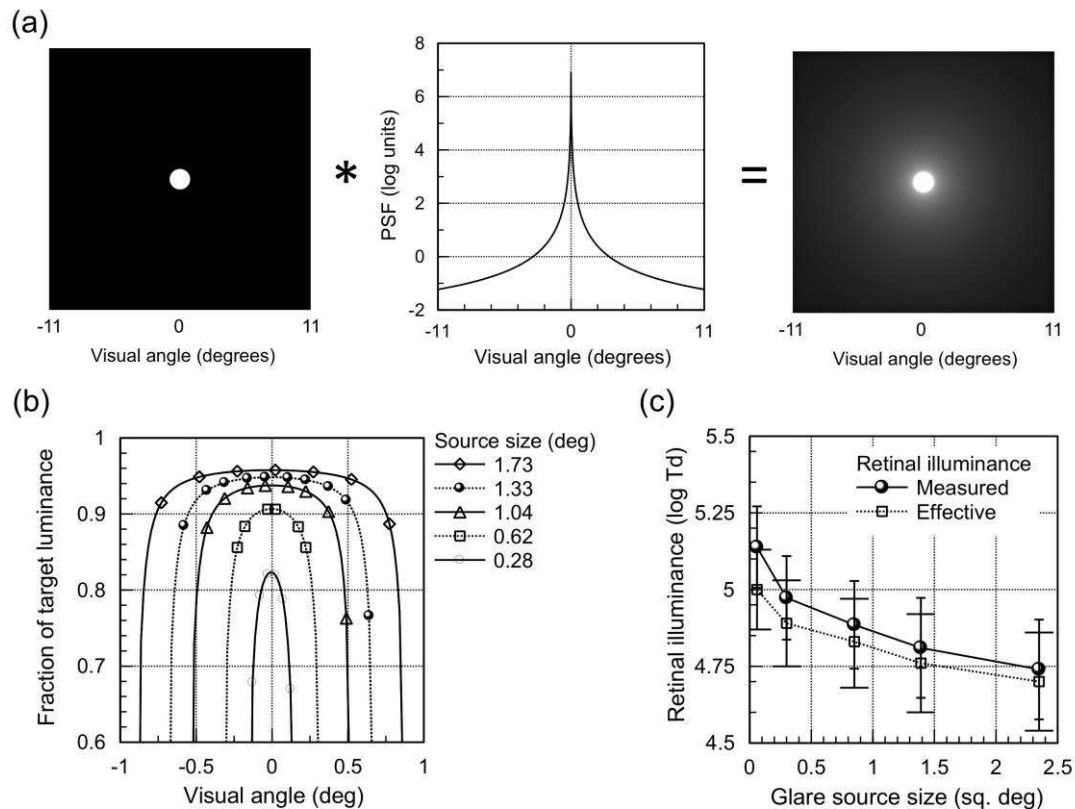 (a)
-11 0 11
Visual angle (degrees)
*
PSF (log units)
8
6
4
2
0
-2
-11 0 11
Visual angle (degrees)
=
-11 0 11
Visual angle (degrees)
(b)
Fraction of target luminance
1
0.9
0.8
0.7
0.6
-1 -0.5 0 0.5 1
Visual angle (deg)
Source size (deg)
1.73
1.33
1.04
0.62
0.28
(c)
Retinal illuminance (log Td)
5.5
5.25
5
4.75
4.5
0 0.5 1 1.5 2 2.5
Glare source size (sq. deg)
Retinal illuminance
Measured
Effective